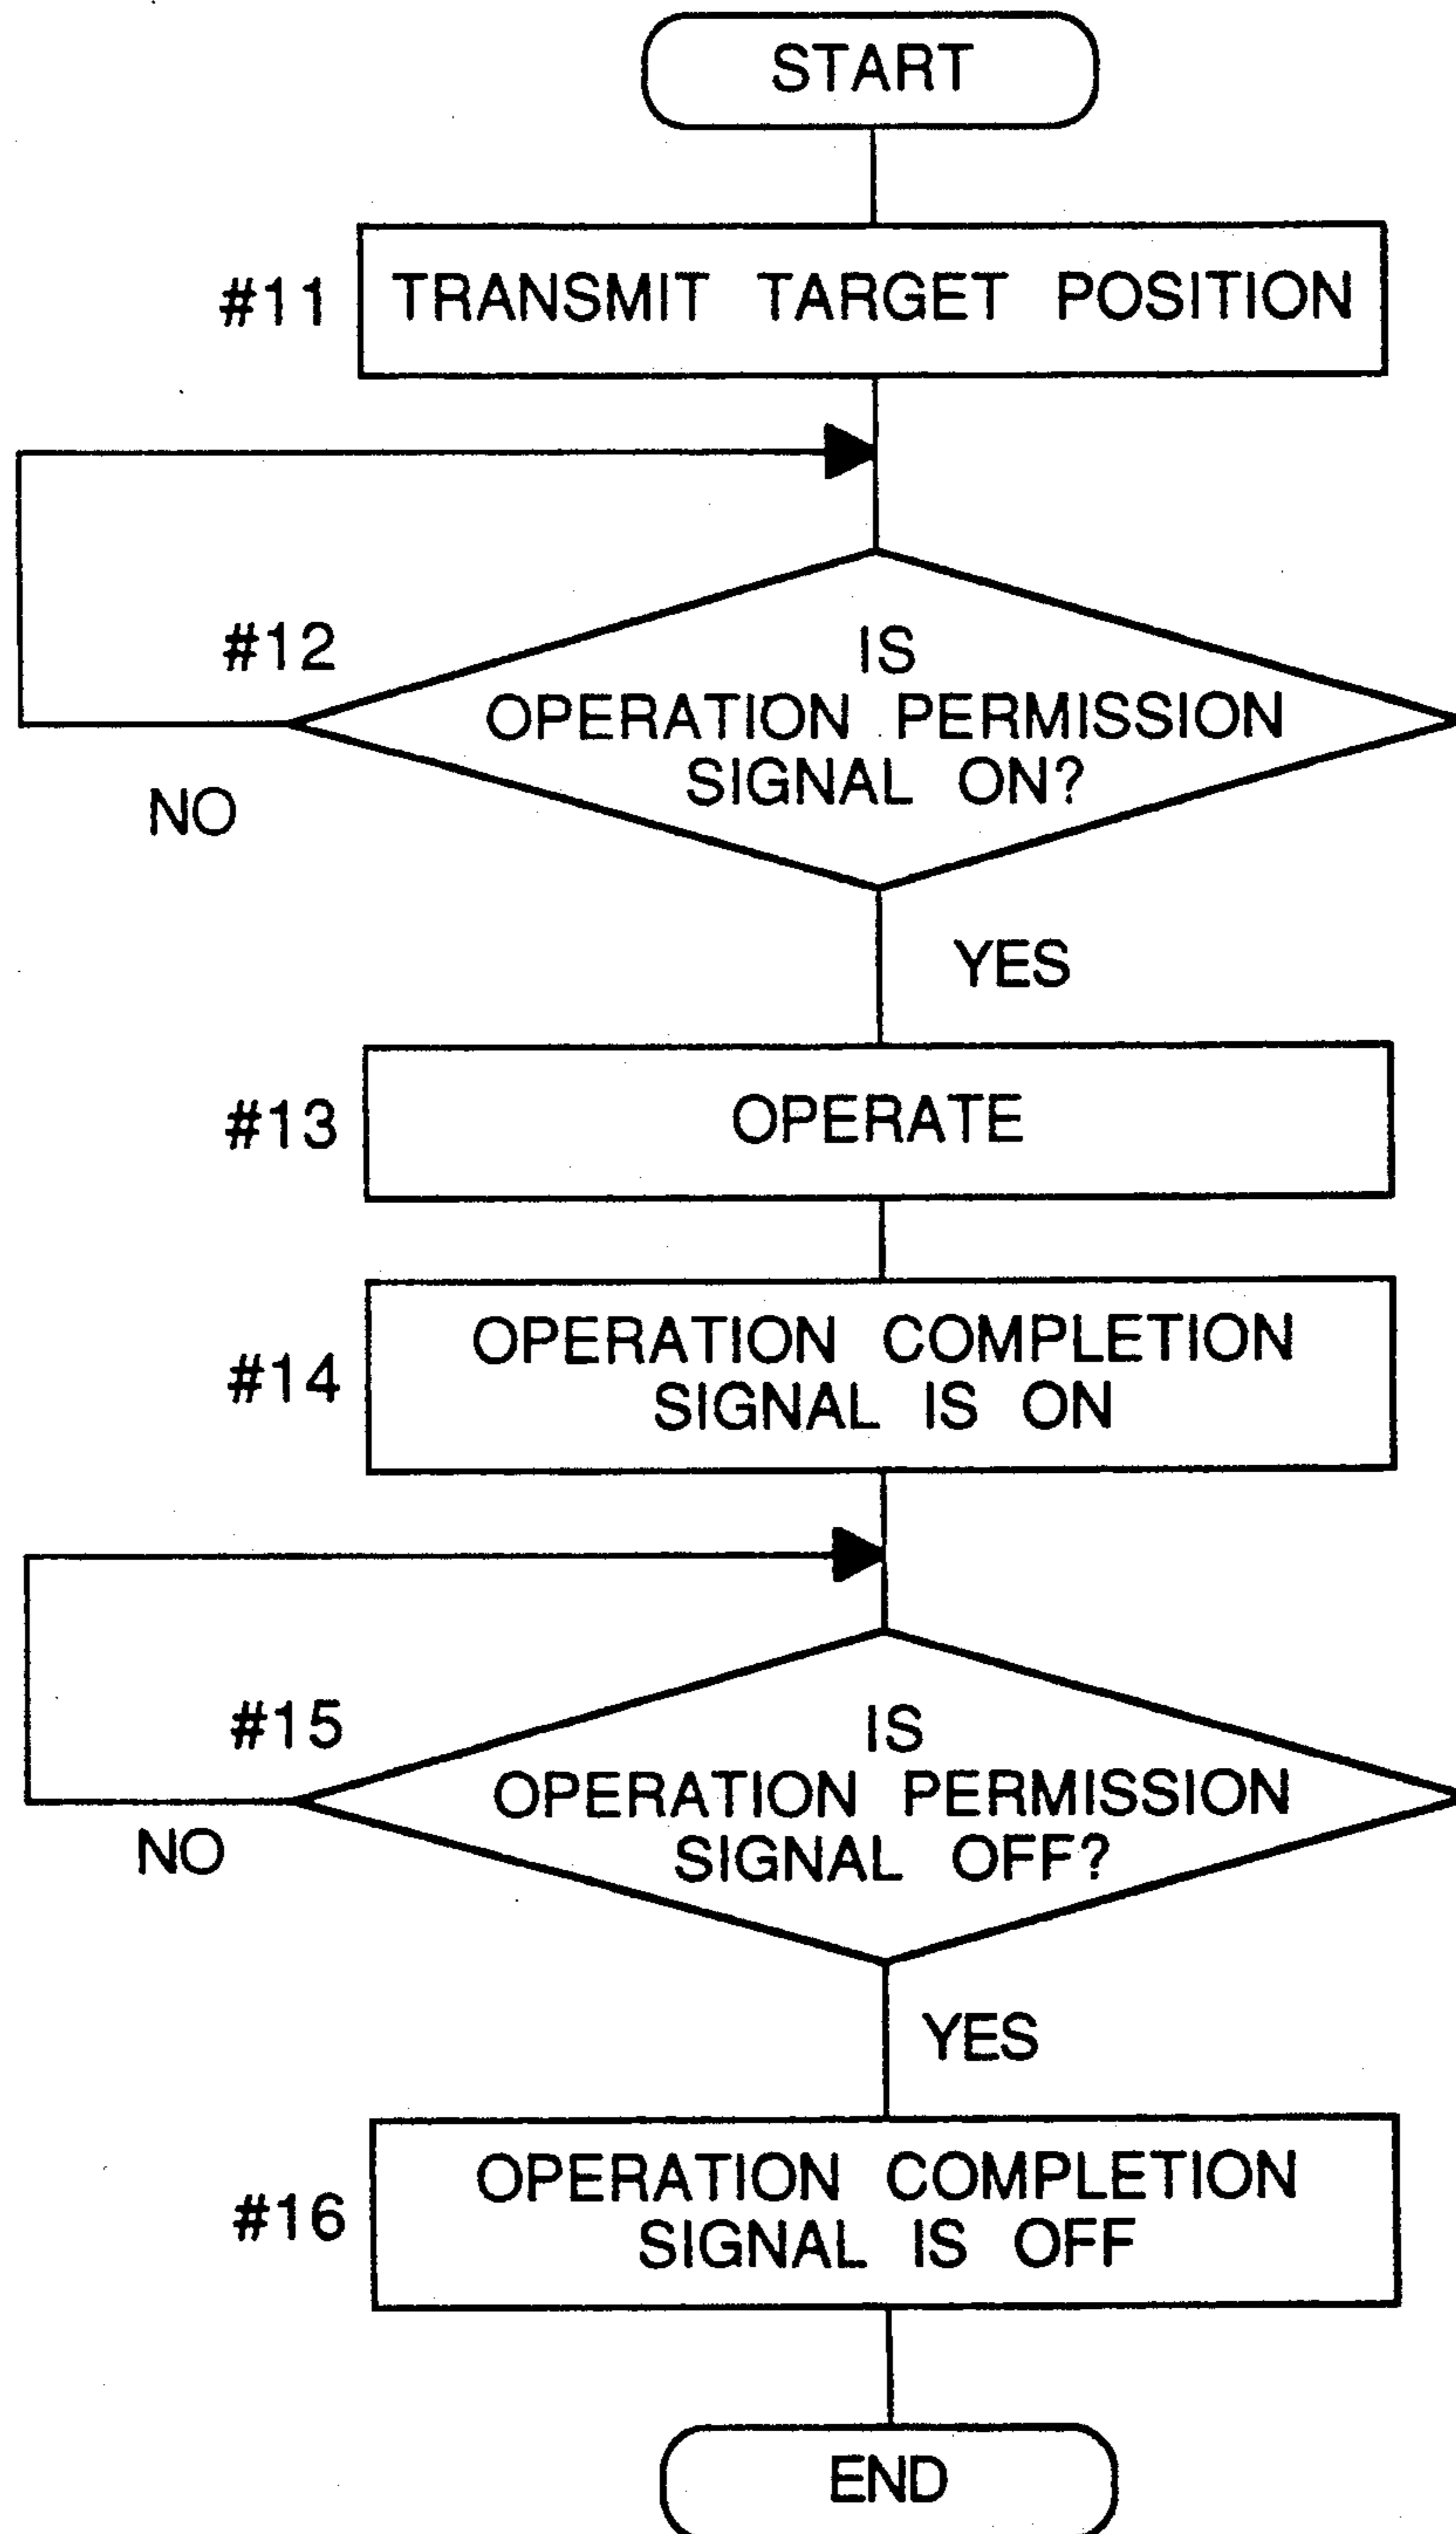 START
#11
TRANSMIT TARGET POSITION
#12
IS
OPERATION PERMISSION
SIGNAL ON?
NO
YES
#13
OPERATE
#14
OPERATION COMPLETION
SIGNAL IS ON
#15
IS
OPERATION PERMISSION
SIGNAL OFF?
NO
YES
#16
OPERATION COMPLETION
SIGNAL IS OFF
END